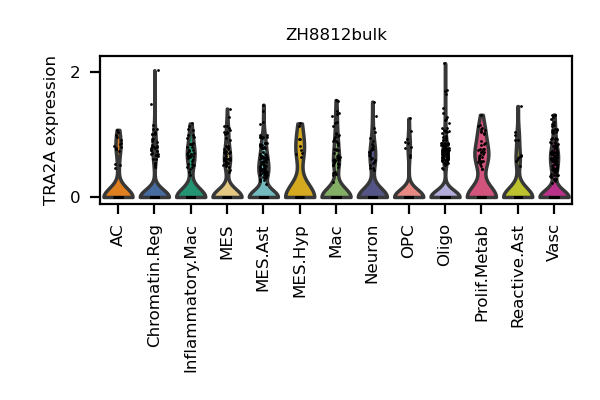 ZH8812bulk
TRA2A expression
2
0
AC
Chromatin.Reg
Inflammatory.Mac
MES
MES.Ast
MES.Hyp
Mac
Neuron
OPC
Oligo
Prolif.Metab
Reactive.Ast
Vasc